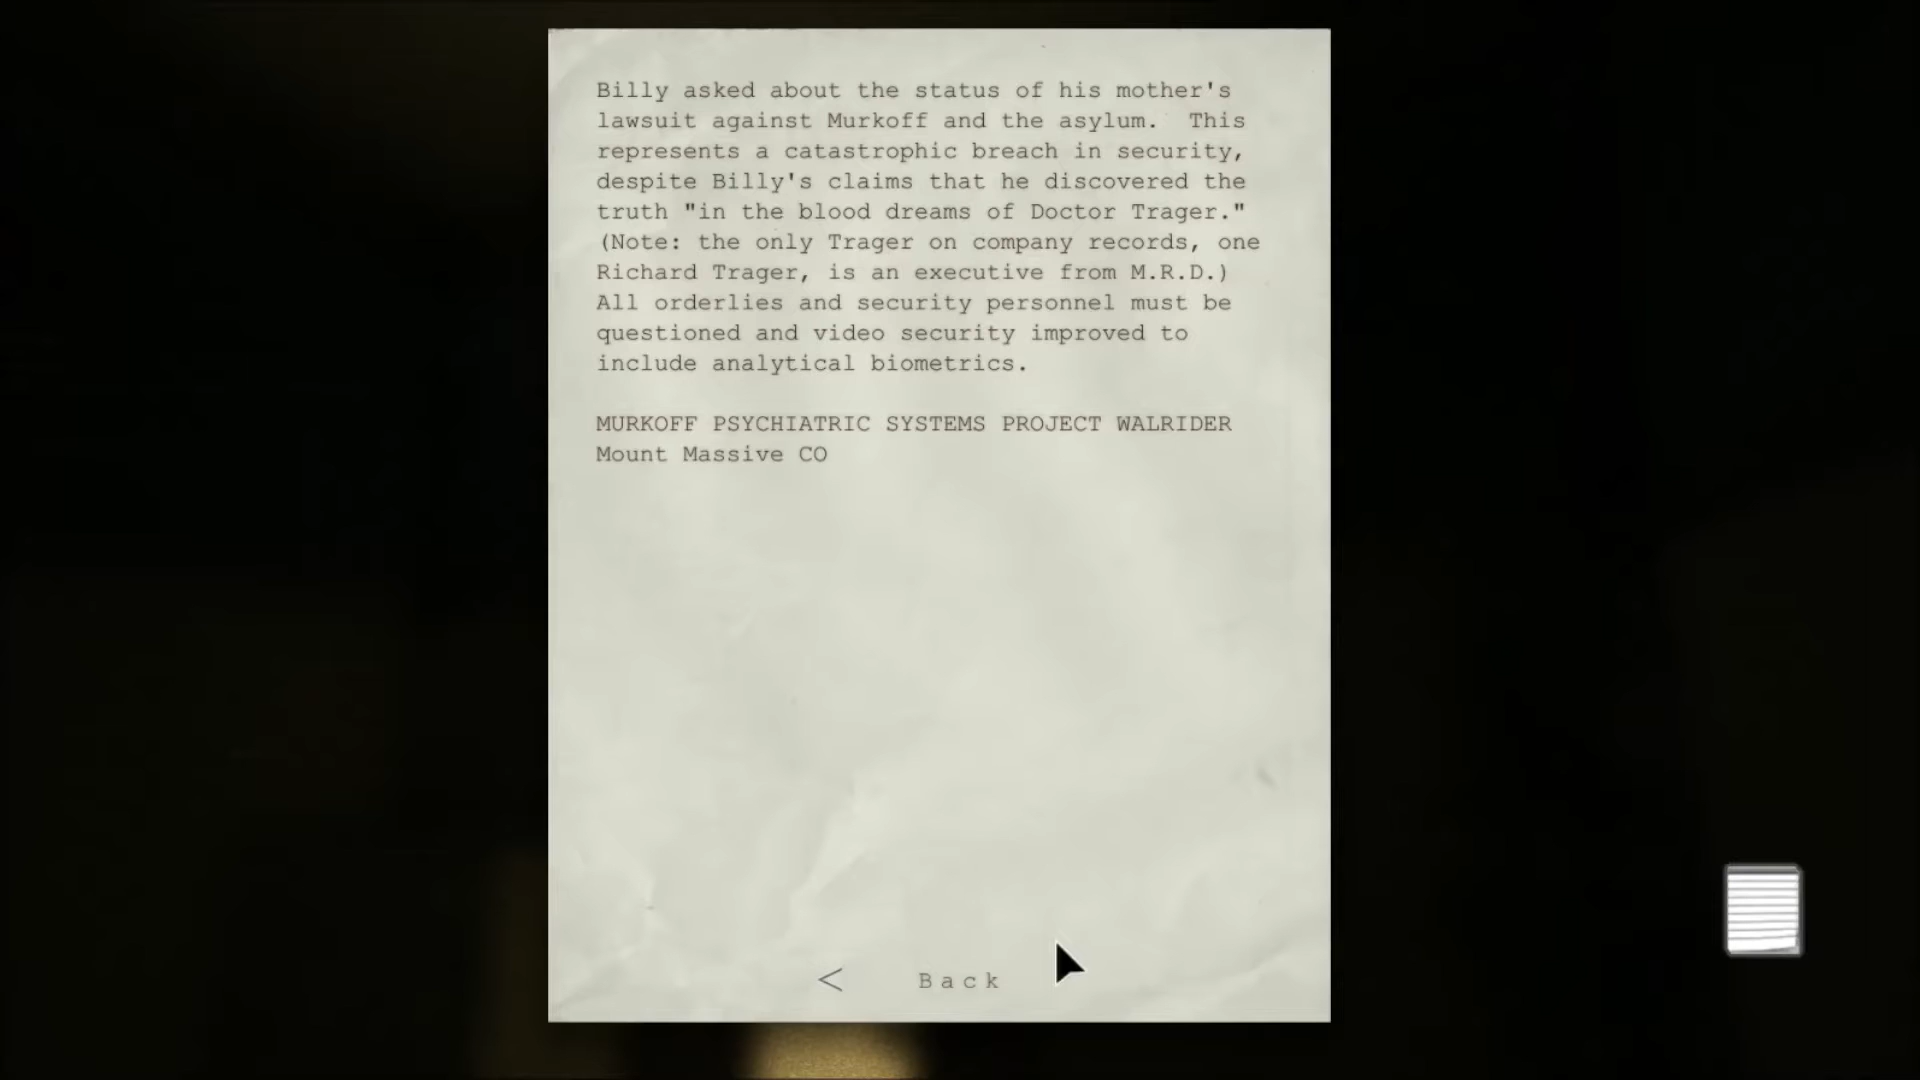 Billy asked about the status of his mother's
lawsuit against Murkoff and the asylum.  This
represents a catastrophic breach in security,
despite Billy's claims that he discovered the
truth "in the blood dreams of Doctor Trager."
(Note: the only Trager on company records, one
Richard Trager, is an executive from M.R.D.)
All orderlies and security personnel must be
questioned and video security improved to
include analytical biometrics.
MURKOFF PSYCHIATRIC SYSTEMS PROJECT WALRIDER
Mount Massive CO
< Back